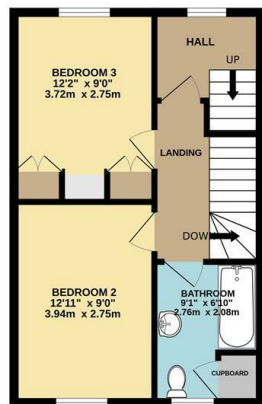 HALL
UP
BEDROOM 3
12'2" x 9'0"
3.72m x 2.75m
LANDING
DOW
BEDROOM 2
12'11" x 9'0"
3.94m x 2.75m
BATHROOM
9'1" x 6'10"
2.76m x 2.08m
CUPBOARD